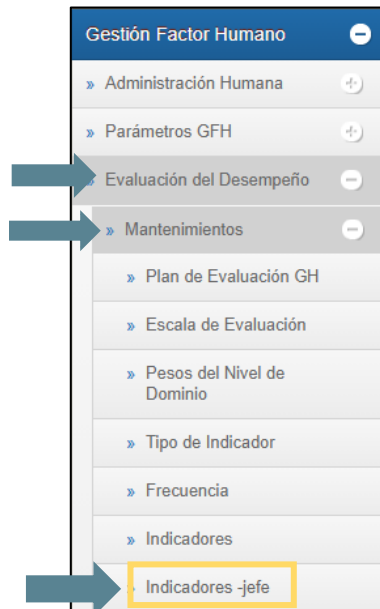 Gestión Factor Humano
» Administración Humana
» Parámetros GFH
» Evaluación del Desempeño
» Mantenimientos
» Plan de Evaluación GH
» Escala de Evaluación
» Pesos del Nivel de
Dominio
» Tipo de Indicador
» Frecuencia
» Indicadores
» Indicadores -jefe